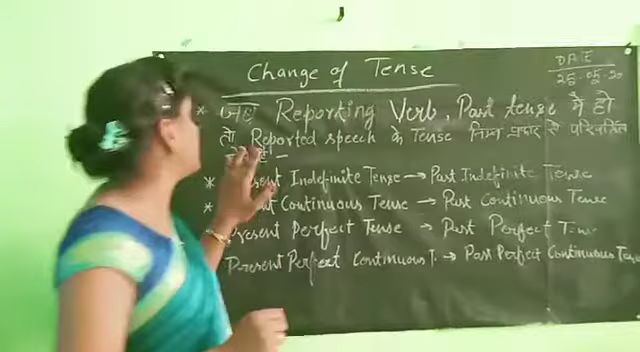 DATE
Change of Tense
26.05.20
* जब Reporting Verb, Past tense में हो
तो Reported speech के Tense निम्न प्रकार से परिवर्तित
* Indefinite Tense → Past Indefinite Tense
* Continuous Tense → Past Continuous Tense
Present Perfect Tense → Past Perfect Tense
Present Perfect Continuous T. → Past Perfect Continuous Tense